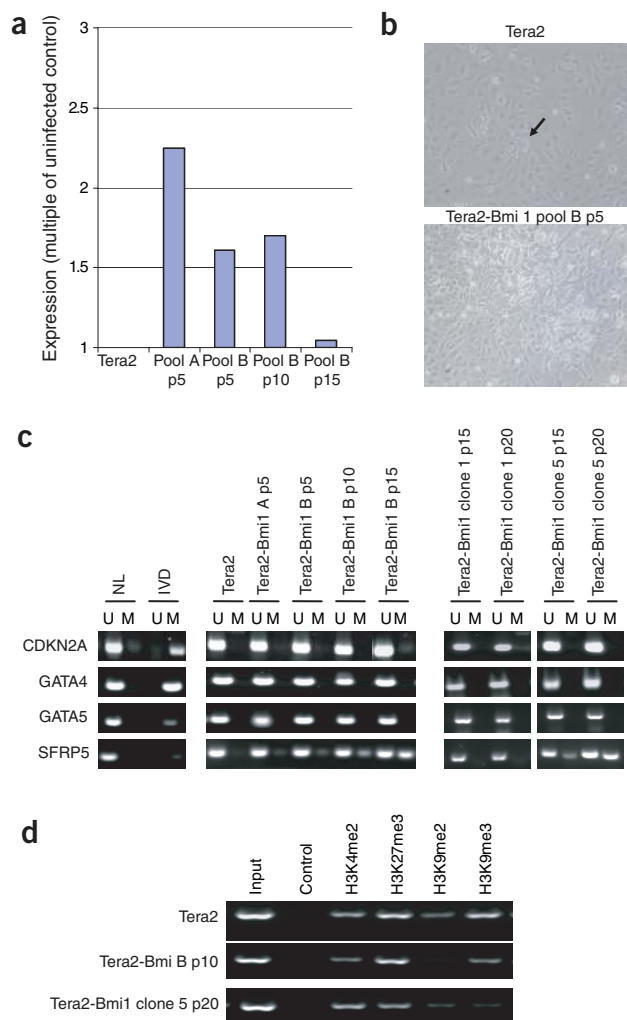 a
Expression (multiple of uninfected control)
3
2.5
2
1.5
1
Tera2
Pool A p5
Pool B p5
Pool B p10
Pool B p15
b
Tera2
Tera2-Bmi 1 pool B p5
c
NL
IVD
Tera2
Tera2-Bmi1 A p5
Tera2-Bmi1 B p5
Tera2-Bmi1 B p10
Tera2-Bmi1 B p15
Tera2-Bmi1 clone 1 p15
Tera2-Bmi1 clone 1 p20
Tera2-Bmi1 clone 5 p15
Tera2-Bmi1 clone 5 p20
U M U M U M U M U M U M U M U M U M U M U M
CDKN2A
GATA4
GATA5
SFRP5
d
Input
Control
H3K4me2
H3K27me3
H3K9me2
H3K9me3
Tera2
Tera2-Bmi B p10
Tera2-Bmi1 clone 5 p20